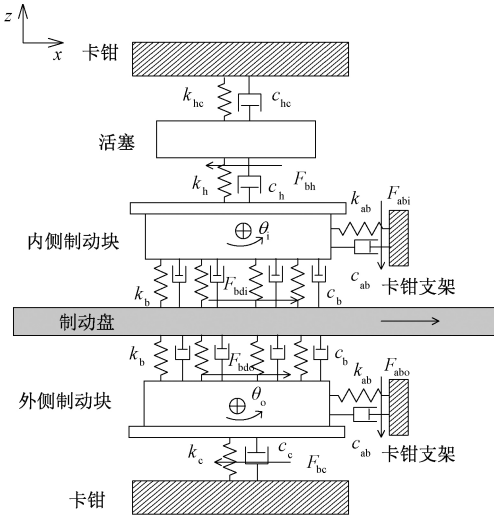 z
x
卡钳
k_hc
c_hc
活塞
k_h
c_h
F_bh
k_ab
F_abi
θ_i
内侧制动块
c_ab
k_b
F_bdi
c_b
卡钳支架
制动盘
k_b
F_bdo
c_b
k_ab
F_abo
外侧制动块
θ_o
c_ab
卡钳支架
k_c
c_c
F_bc
卡钳